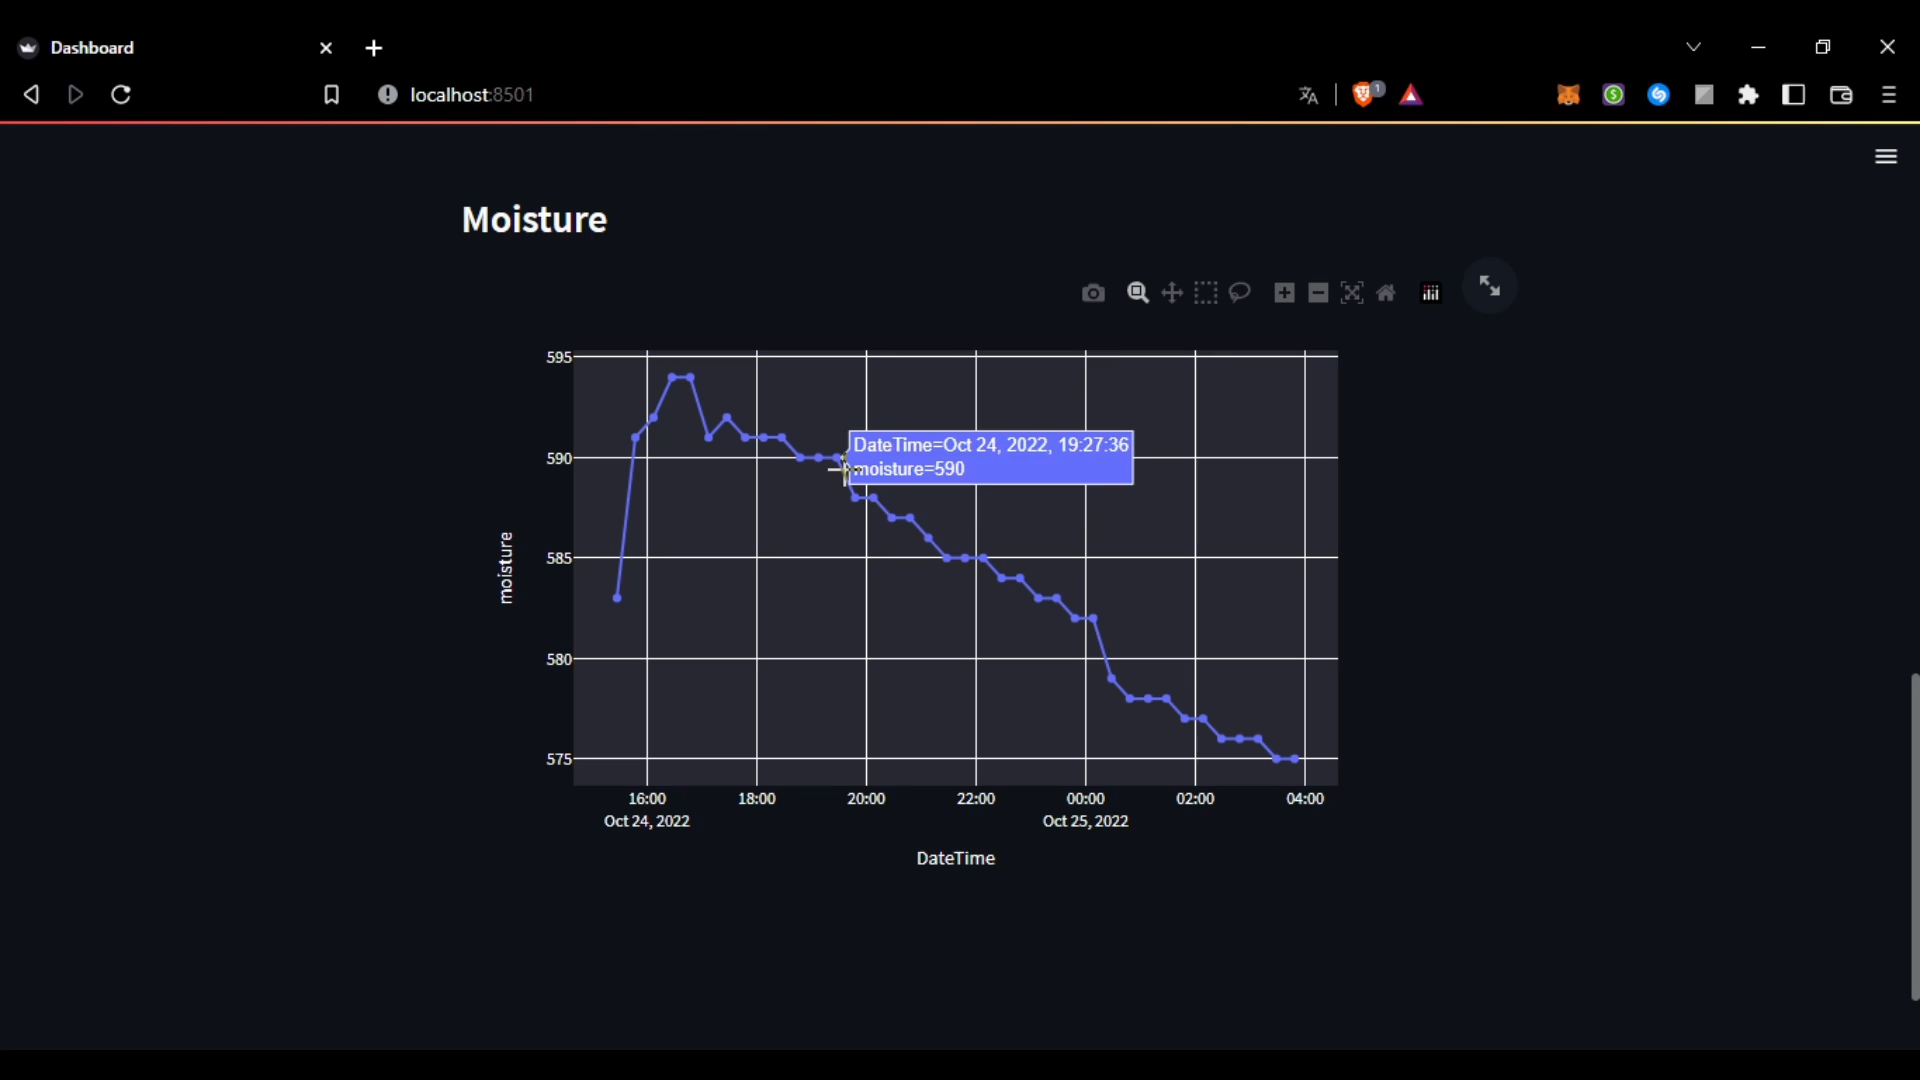 Dashboard
localhost:8501
1
Moisture
595
590
585
580
575
DateTime=Oct 24, 2022, 19:27:36
moisture=590
moisture
16:00
18:00
20:00
22:00
00:00
02:00
04:00
Oct 24, 2022
Oct 25, 2022
DateTime